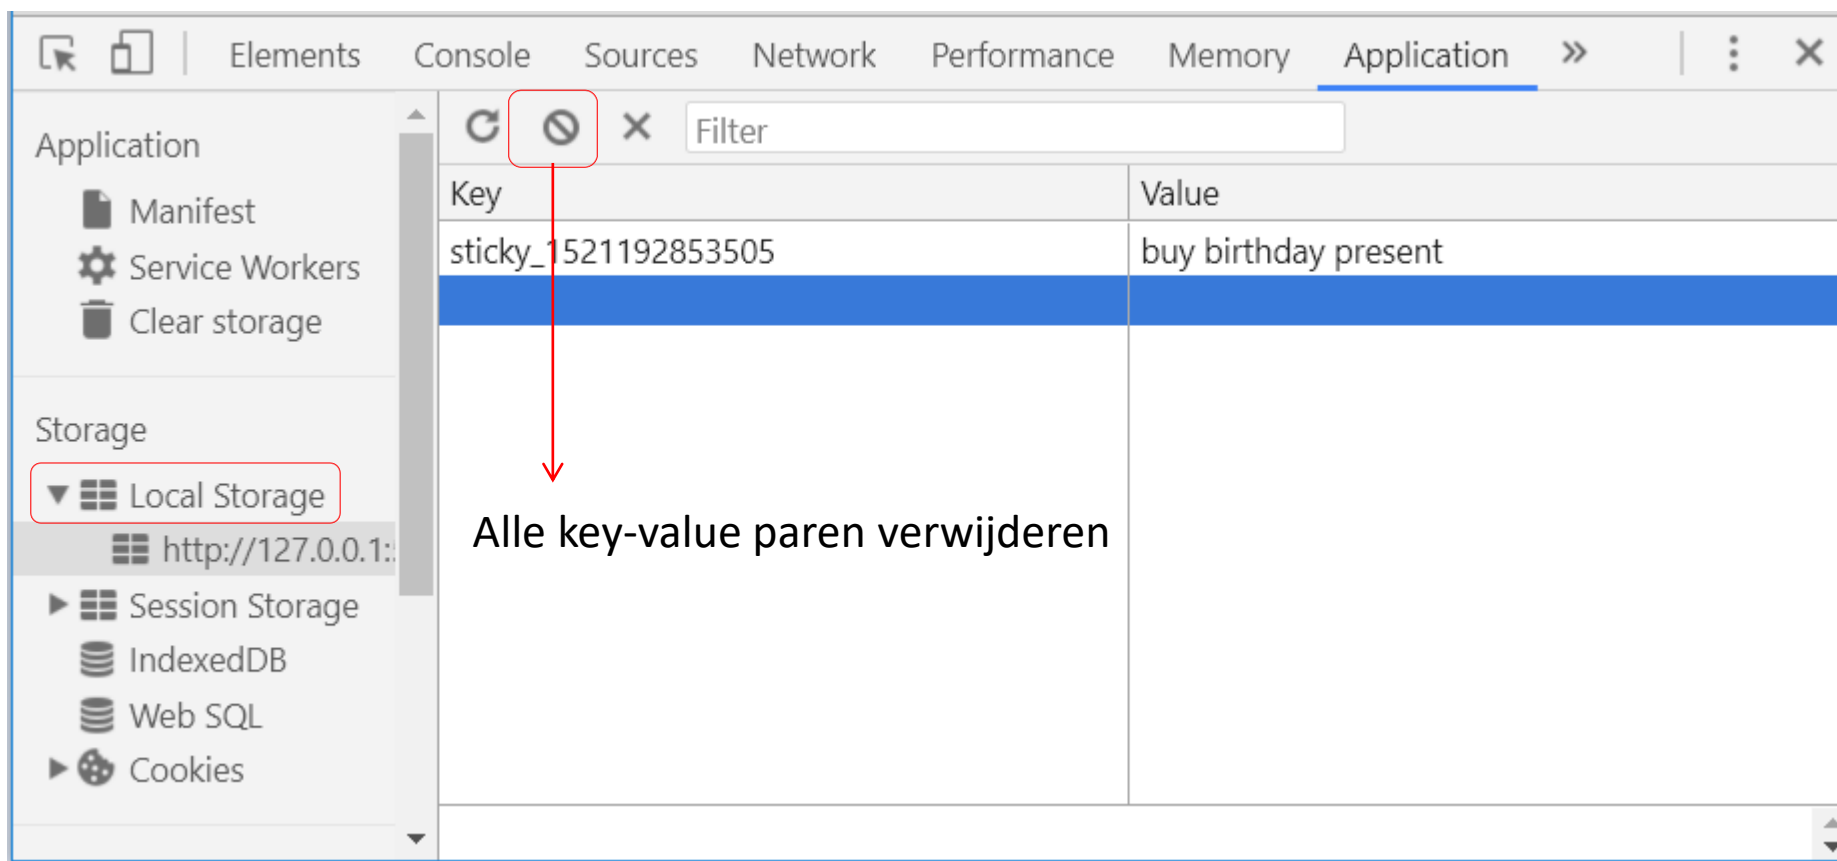 Elements Console Sources Network Performance Memory Application »
Application
Manifest
Service Workers
Clear storage
Storage
Local Storage
http://127.0.0.1:
Session Storage
IndexedDB
Web SQL
Cookies
Filter
Key Value
sticky_1521192853505 buy birthday present
Alle key-value paren verwijderen